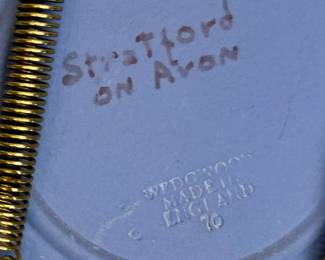 Stratford
on Avon
WEDGWOOD
MADE IN
ENGLAND
70